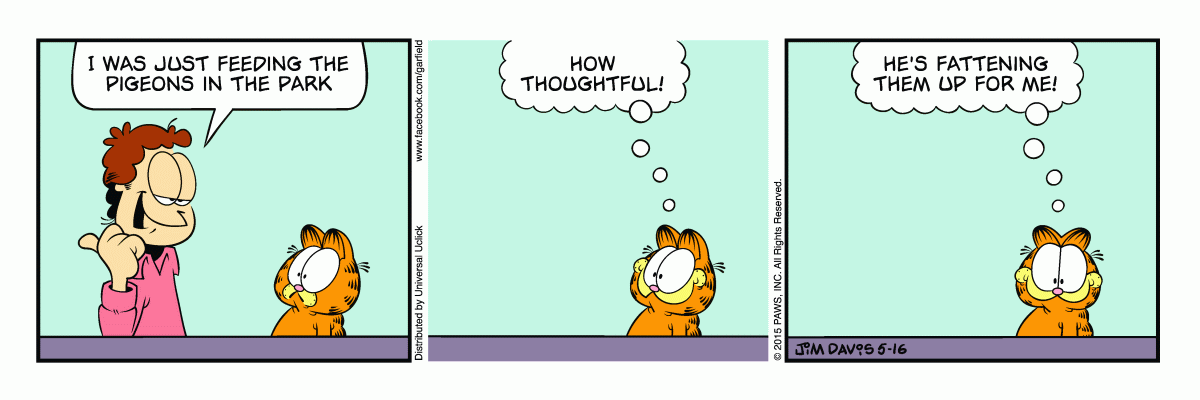 I WAS JUST FEEDING THE
PIGEONS IN THE PARK
www.facebook.com/garfield
Distributed by Universal Uclick
HOW
THOUGHTFUL!
© 2015 PAWS, INC. All Rights Reserved.
HE'S FATTENING
THEM UP FOR ME!
JIM DAVIS 5-16